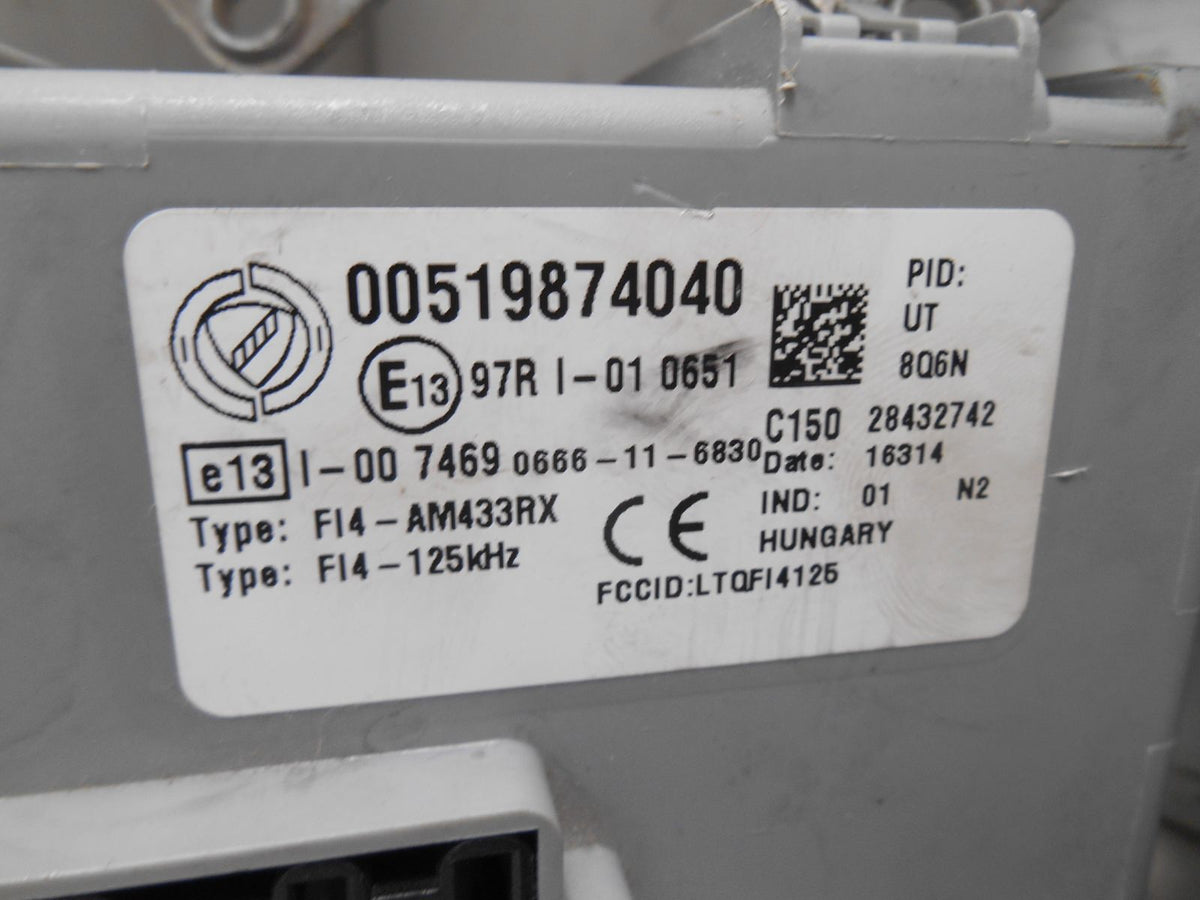 00519874040
E13 97R I-01 0651
e13 I-00 7469 0666-11-6830
Type: FI4-AM433RX
Type: FI4-125kHz
CE
FCCID:LTQFI4125
PID:
UT
8Q6N
C150 28432742
Date: 16314
IND: 01 N2
HUNGARY